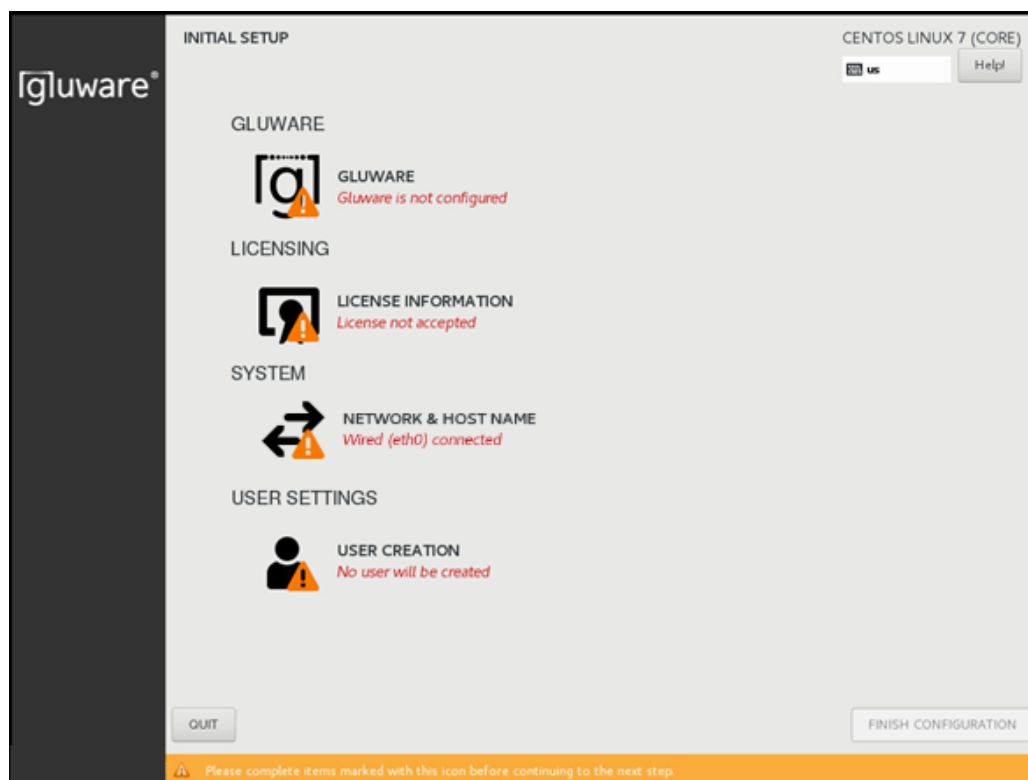 INITIAL SETUP
CENTOS LINUX 7 (CORE)
us
Help!
[g]luware®
GLUWARE
g
GLUWARE
Gluware is not configured
LICENSING
LICENSE INFORMATION
License not accepted
SYSTEM
NETWORK & HOST NAME
Wired (eth0) connected
USER SETTINGS
USER CREATION
No user will be created
QUIT
FINISH CONFIGURATION
Please complete items marked with this icon before continuing to the next step.